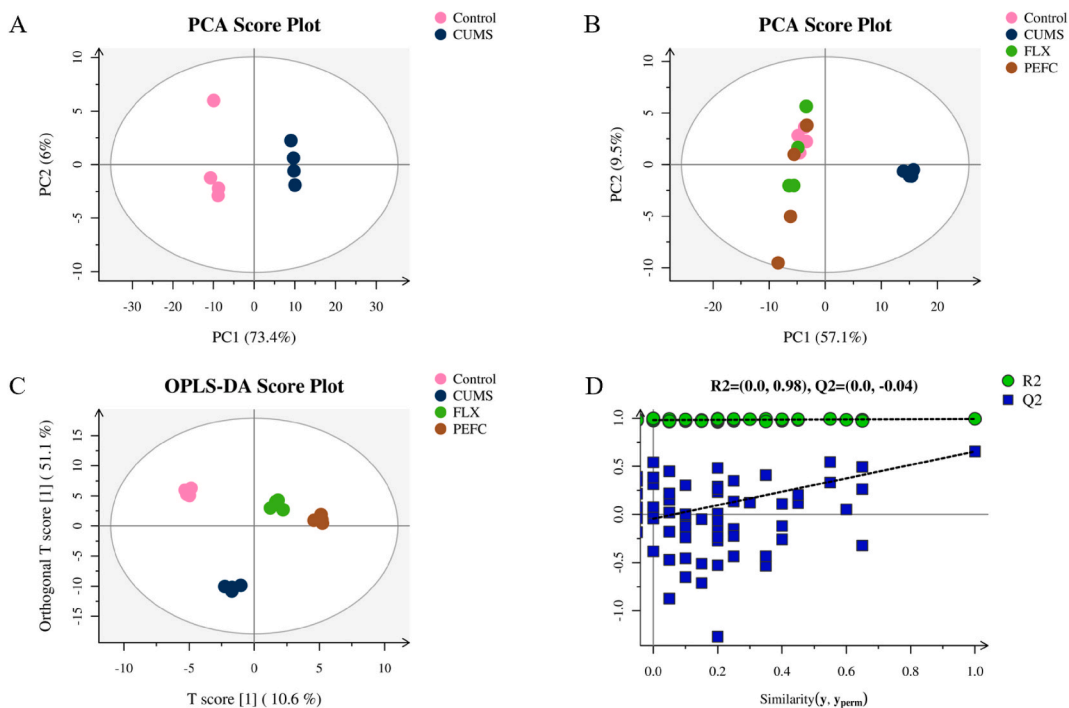 A
PCA Score Plot
Control
CUMS
PC2 (6%)
10
5
0
-5
-10
-30
-20
-10
0
10
20
30
PC1 (73.4%)
B
PCA Score Plot
Control
CUMS
FLX
PEFC
PC2 (9.5%)
10
5
0
-5
-10
-20
-10
0
10
20
PC1 (57.1%)
C
OPLS-DA Score Plot
Control
CUMS
FLX
PEFC
Orthogonal T score [1] ( 51.1 %)
15
10
5
0
-5
-10
-15
-10
-5
0
5
10
T score [1] ( 10.6 %)
D
R2=(0.0, 0.98), Q2=(0.0, -0.04)
R2
Q2
1.0
0.5
0.0
-0.5
-1.0
0.0
0.2
0.4
0.6
0.8
1.0
Similarity(y, yperm)